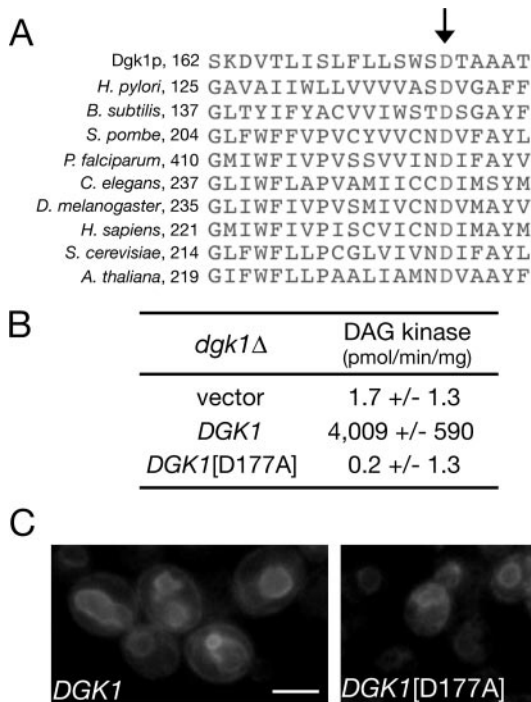 A
Dgk1p, 162 SKDVTLISLFLLSWSDTAAAT
H. pylori, 125 GAVAIIWLLVVVVASDVGAFF
B. subtilis, 137 GLTYIFYACVVIWSTDSGAYF
S. pombe, 204 GLFWFFVPVCYVVCNDVFAYL
P. falciparum, 410 GMIWFIVPVSSVVINDIFAYV
C. elegans, 237 GLIWFLAPVAMIICCDIMSYM
D. melanogaster, 235 GLIWFIVPVSMIVCNDVMAYV
H. sapiens, 221 GMIWFIVPISCVICNDIMAYM
S. cerevisiae, 214 GLFWFLLPCGLVIVNDIFAYL
A. thaliana, 219 GIFWFLLPAALIAMNDVAAYF
B
dgk1Δ DAG kinase
(pmol/min/mg)
vector 1.7 +/- 1.3
DGK1 4,009 +/- 590
DGK1[D177A] 0.2 +/- 1.3
C
DGK1 DGK1[D177A]